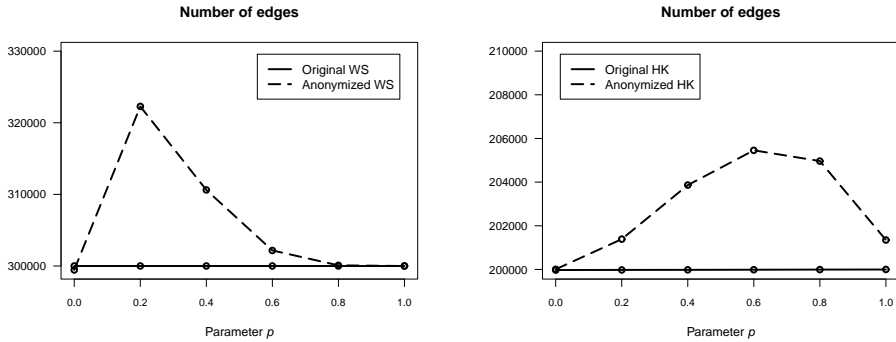 Number of edges
330000
320000
310000
300000
Original WS
Anonymized WS
0.0 0.2 0.4 0.6 0.8 1.0
Parameter p
Number of edges
210000
208000
206000
204000
202000
200000
Original HK
Anonymized HK
0.0 0.2 0.4 0.6 0.8 1.0
Parameter p